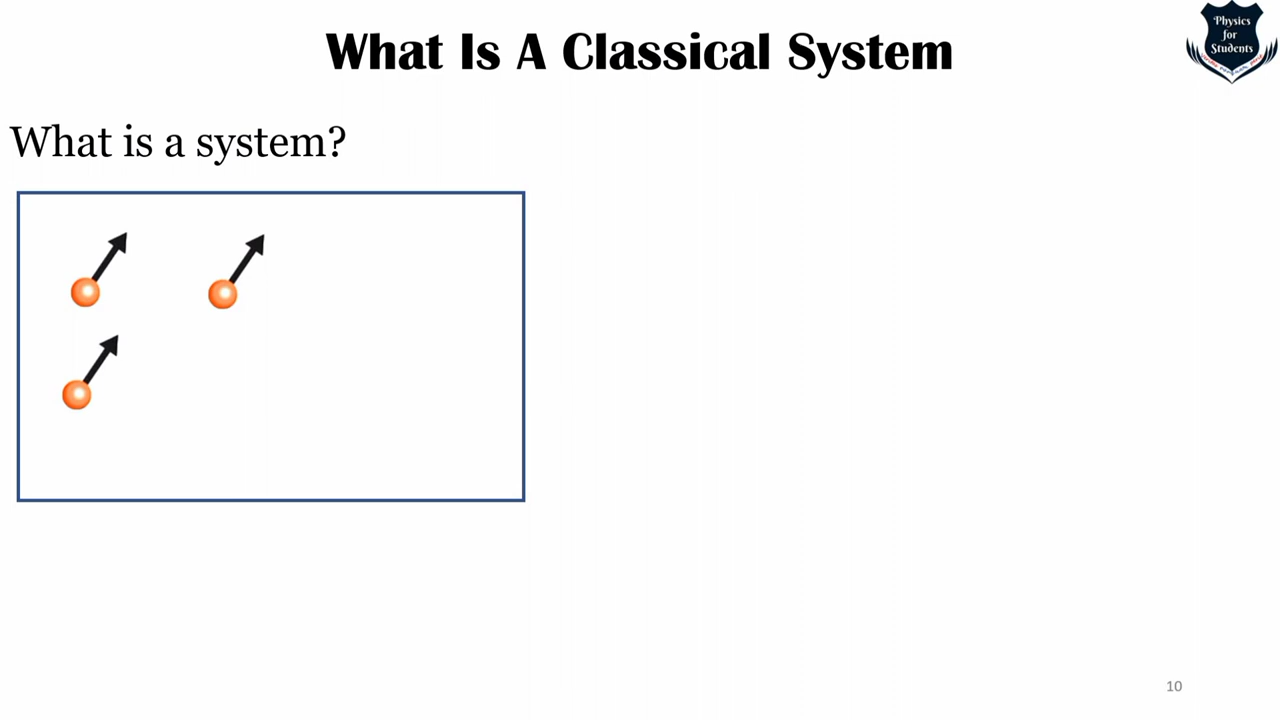 What Is A Classical System
Physics
for
Students
What is a system?
10